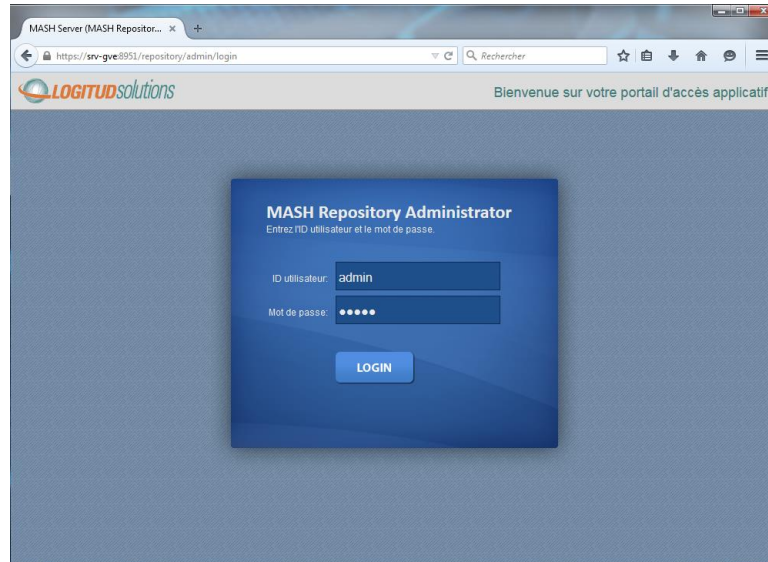 MASH Server (MASH Repositor...
https://srv-gve:8951/repository/admin/login
Rechercher
LOGITUDsolutions
Bienvenue sur votre portail d'accès applicatif
MASH Repository Administrator
Entrez l'ID utilisateur et le mot de passe.
ID utilisateur: admin
Mot de passe: •••••
LOGIN